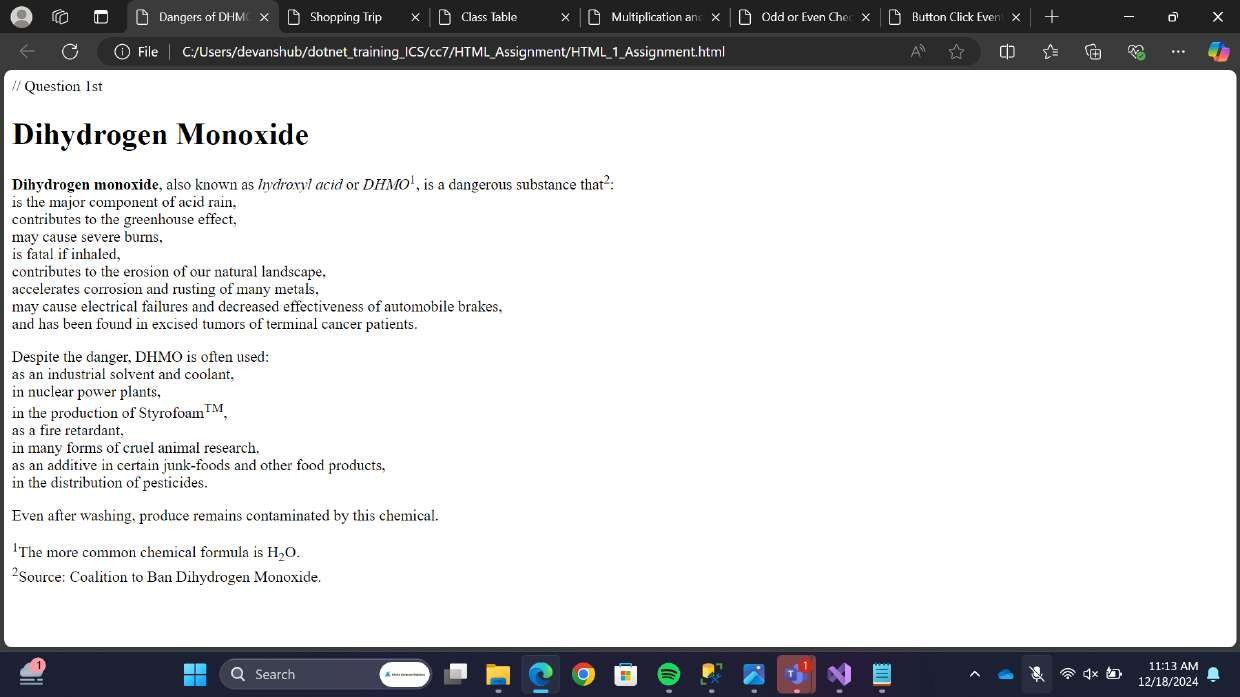 Dangers of DHM
Shopping Trip
Class Table
Multiplication an
Odd or Even Che
Button Click Even
File
C:/Users/devanshub/dotnet_training_ICS/cc7/HTML_Assignment/HTML_1_Assignment.html
// Question 1st
Dihydrogen Monoxide
Dihydrogen monoxide, also known as hydroxyl acid or DHMO¹, is a dangerous substance that²:
is the major component of acid rain,
contributes to the greenhouse effect,
may cause severe burns,
is fatal if inhaled,
contributes to the erosion of our natural landscape,
accelerates corrosion and rusting of many metals,
may cause electrical failures and decreased effectiveness of automobile brakes,
and has been found in excised tumors of terminal cancer patients.
Despite the danger, DHMO is often used:
as an industrial solvent and coolant,
in nuclear power plants,
in the production of Styrofoam™,
as a fire retardant,
in many forms of cruel animal research,
as an additive in certain junk-foods and other food products,
in the distribution of pesticides.
Even after washing, produce remains contaminated by this chemical.
¹The more common chemical formula is H₂O.
²Source: Coalition to Ban Dihydrogen Monoxide.
1
Search
1
11:13 AM
12/18/2024